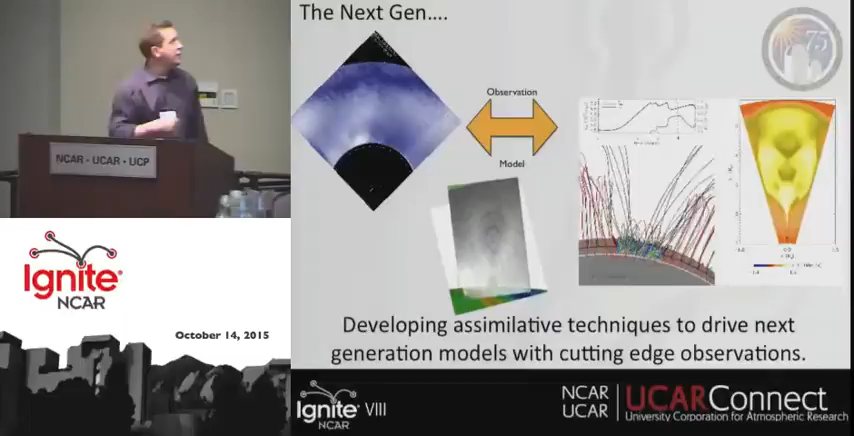 The Next Gen....
75
Observation
Model
NCAR • UCAR • UCP
Ignite
NCAR
October 14, 2015
Developing assimilative techniques to drive next
generation models with cutting edge observations.
Ignite VIII
NCAR
NCAR
UCAR
UCARConnect
University Corporation for Atmospheric Research